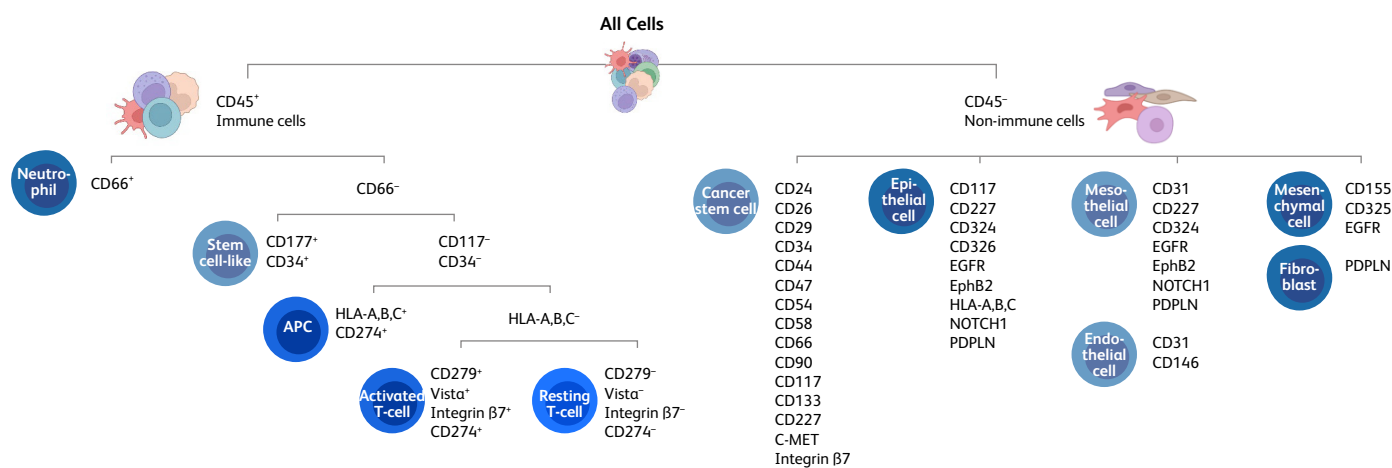 All Cells
CD45⁺
Immune cells
CD45⁻
Non-immune cells
Neutro-
phil
CD66⁺
CD66⁻
Stem
cell-like
CD177⁺
CD34⁺
CD117⁻
CD34⁻
APC
HLA-A,B,C⁺
CD274⁺
HLA-A,B,C⁻
Activated
T-cell
CD279⁺
Vista⁺
Integrin β7⁺
CD274⁺
Resting
T-cell
CD279⁻
Vista⁻
Integrin β7⁻
CD274⁻
Cancer
stem cell
CD24
CD26
CD29
CD34
CD44
CD47
CD54
CD58
CD66
CD90
CD117
CD133
CD227
C-MET
Integrin β7
Epi-
thelial
cell
CD117
CD227
CD324
CD326
EGFR
EphB2
HLA-A,B,C
NOTCH1
PDPLN
Meso-
thelial
cell
CD31
CD227
CD324
EGFR
EphB2
NOTCH1
PDPLN
Endo-
thelial
cell
CD31
CD146
Mesen-
chymal
cell
CD155
CD325
EGFR
Fibro-
blast
PDPLN